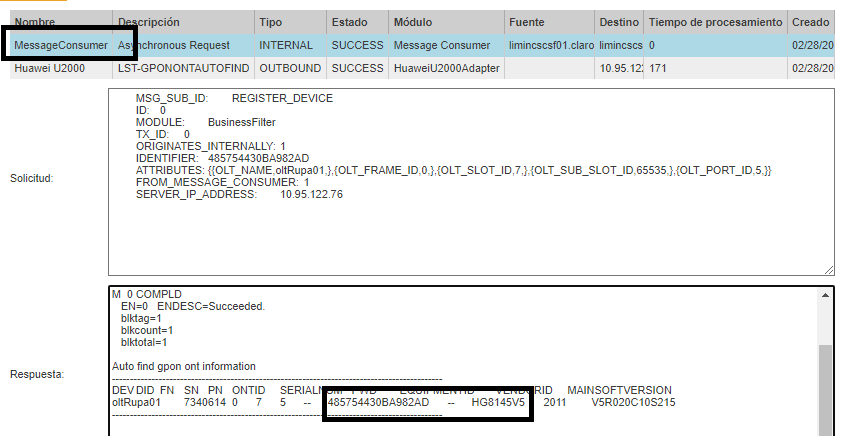 Nombre Descripción Tipo Estado Módulo Fuente Destino Tiempo de procesamiento Creado
MessageConsumer Asynchronous Request INTERNAL SUCCESS Message Consumer limincscsf01.claro limincscs 0 02/28/20
Huawei U2000 LST-GPONONTAUTOFIND OUTBOUND SUCCESS HuaweiU2000Adapter 10.95.122 171 02/28/20
Solicitud:
MSG_SUB_ID: REGISTER_DEVICE
ID: 0
MODULE: BusinessFilter
TX_ID: 0
ORIGINATES_INTERNALLY: 1
IDENTIFIER: 485754430BA982AD
ATTRIBUTES: {{OLT_NAME,oltRupa01,},{OLT_FRAME_ID,0,},{OLT_SLOT_ID,7,},{OLT_SUB_SLOT_ID,65535,},{OLT_PORT_ID,5,}}
FROM_MESSAGE_CONSUMER: 1
SERVER_IP_ADDRESS: 10.95.122.76
Respuesta:
M 0 COMPLD
EN=0 ENDESC=Succeeded.
blktag=1
blkcount=1
blktotal=1
Auto find gpon ont information
--------------------------------------------------------------------------------
DEV DID FN SN PN ONTID SERIALNUM PWD EQUIPMENTID VENDORID MAINSOFTVERSION
oltRupa01 7340614 0 7 5 -- 485754430BA982AD -- HG8145V5 2011 V5R020C10S215
--------------------------------------------------------------------------------